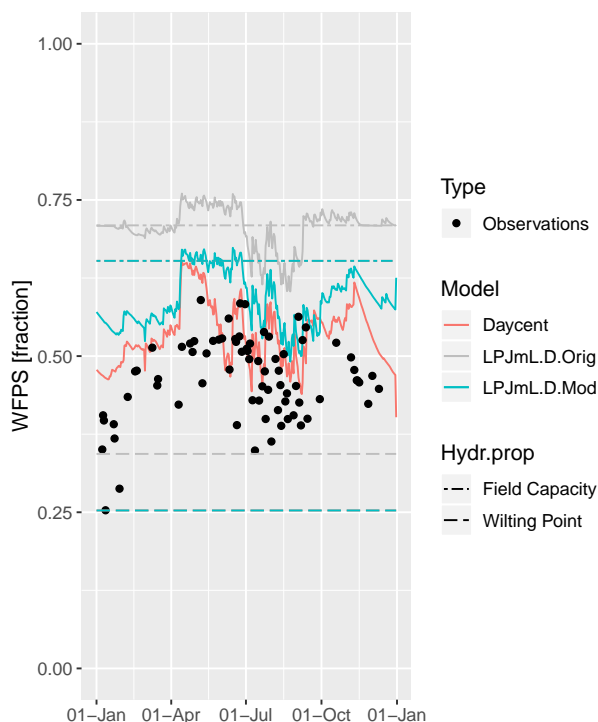 WFPS [fraction]
1.00
0.75
0.50
0.25
0.00
01–Jan 01–Apr 01–Jul 01–Oct 01–Jan
Type
Observations
Model
Daycent
LPJmL.D.Orig
LPJmL.D.Mod
Hydr.prop
Field Capacity
Wilting Point